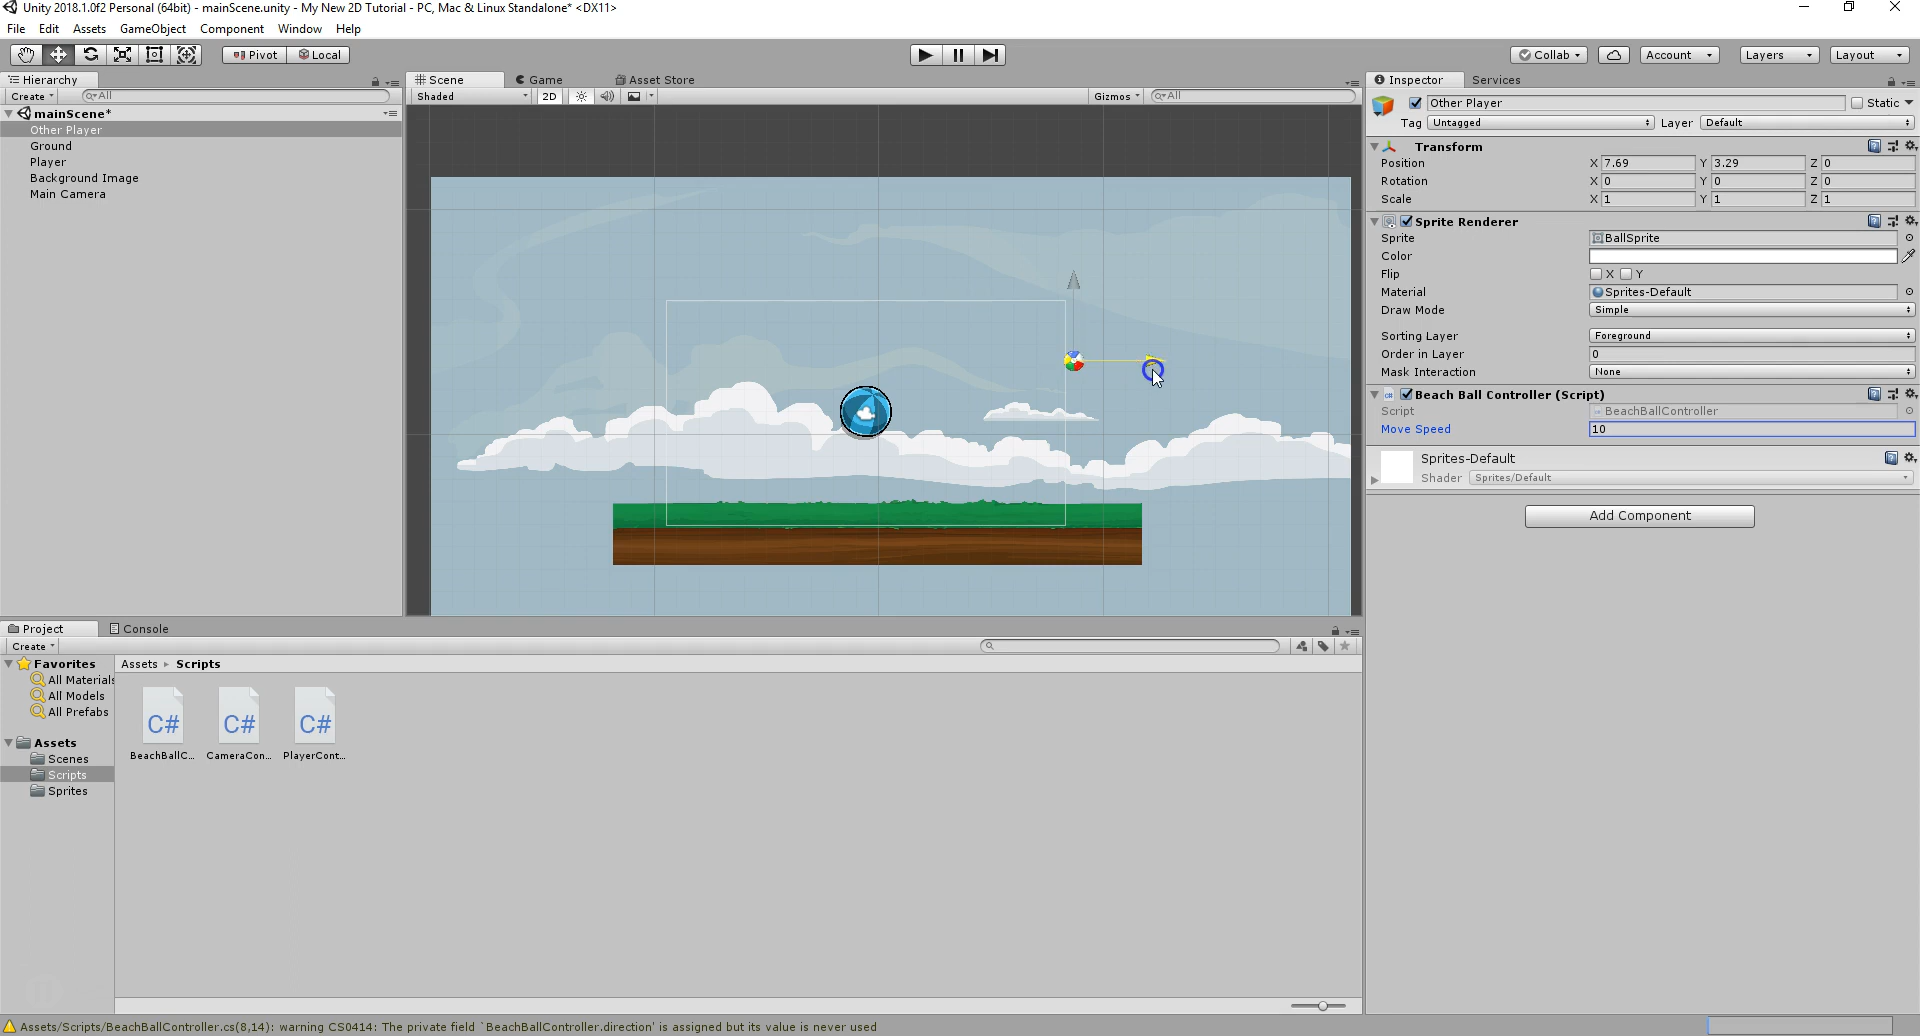 Unity 2018.1.0f2 Personal (64bit) - mainScene.unity - My New 2D Tutorial - PC, Mac & Linux Standalone* <DX11>
File Edit Assets GameObject Component Window Help
Pivot Local Collab Account Layers Layout
Hierarchy
Create All
mainScene*
Other Player
Ground
Player
Background Image
Main Camera
Scene Game Asset Store
Shaded 2D Gizmos All
Inspector Services
Other Player Static
Tag Untagged Layer Default
Transform
Position X 7.69 Y 3.29 Z 0
Rotation X 0 Y 0 Z 0
Scale X 1 Y 1 Z 1
Sprite Renderer
Sprite BallSprite
Color
Flip X Y
Material Sprites-Default
Draw Mode Simple
Sorting Layer Foreground
Order in Layer 0
Mask Interaction None
Beach Ball Controller (Script)
Script BeachBallController
Move Speed 10
Sprites-Default
Shader Sprites/Default
Add Component
Project Console
Create
Favorites
All Materials
All Models
All Prefabs
Assets
Scenes
Scripts
Sprites
Assets Scripts
C# C# C#
BeachBallC... CameraCon... PlayerCont...
Assets/Scripts/BeachBallController.cs(8,14): warning CS0414: The private field `BeachBallController.direction' is assigned but its value is never used